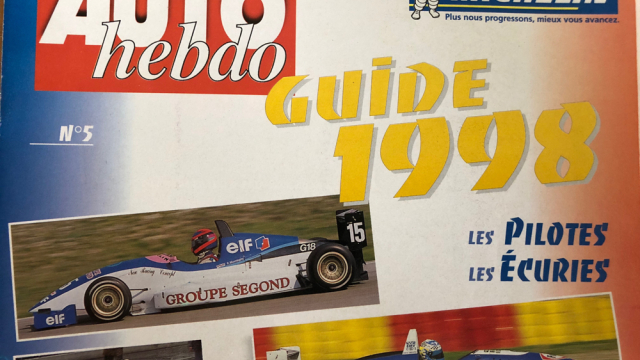 AUTO
hebdo
Plus nous progressons, mieux vous avancez.
GUIDE
1998
N°5
LES PILOTES
LES ÉCURIES
15
elf
G18
GROUPE SEGOND
elf